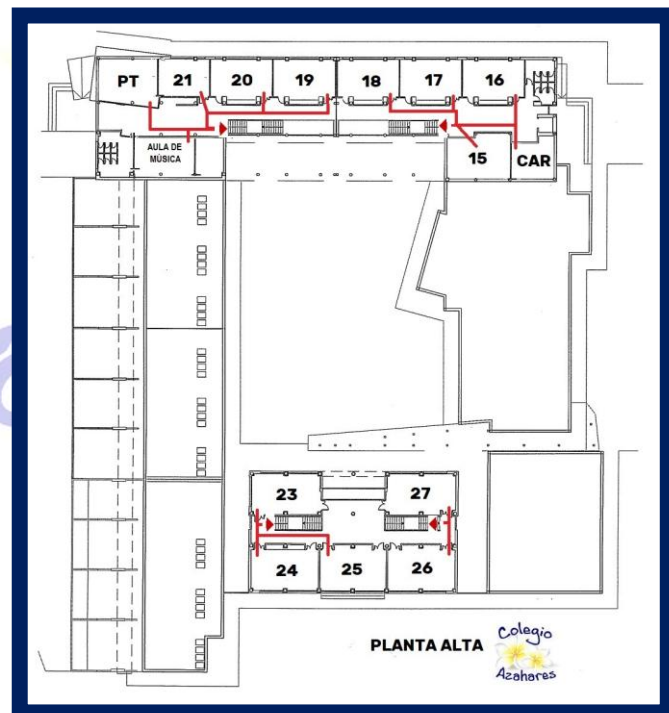 PT 21 20 19 18 17 16
AULA DE
MÚSICA
15
CAR
23 27
24 25 26
PLANTA ALTA
Colegio
Azahares